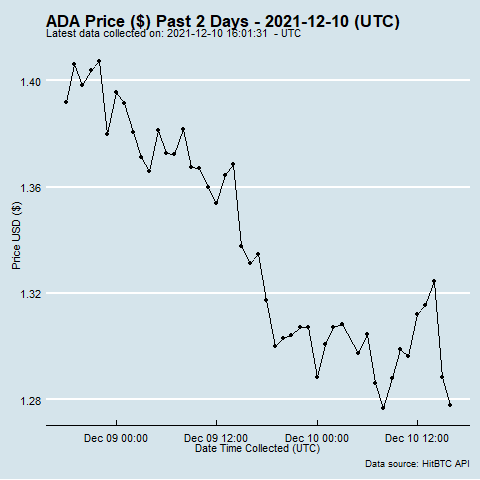 ADA Price ($) Past 2 Days - 2021-12-10 (UTC)
Latest data collected on: 2021-12-10 16:01:31 - UTC
1.40
1.36
1.32
1.28
Price USD ($)
Dec 09 00:00 Dec 09 12:00 Dec 10 00:00 Dec 10 12:00
Date Time Collected (UTC)
Data source: HitBTC API